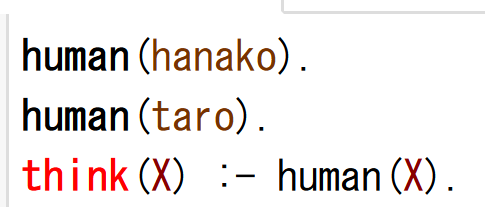 human(hanako).
human(taro).
think(X) :- human(X).